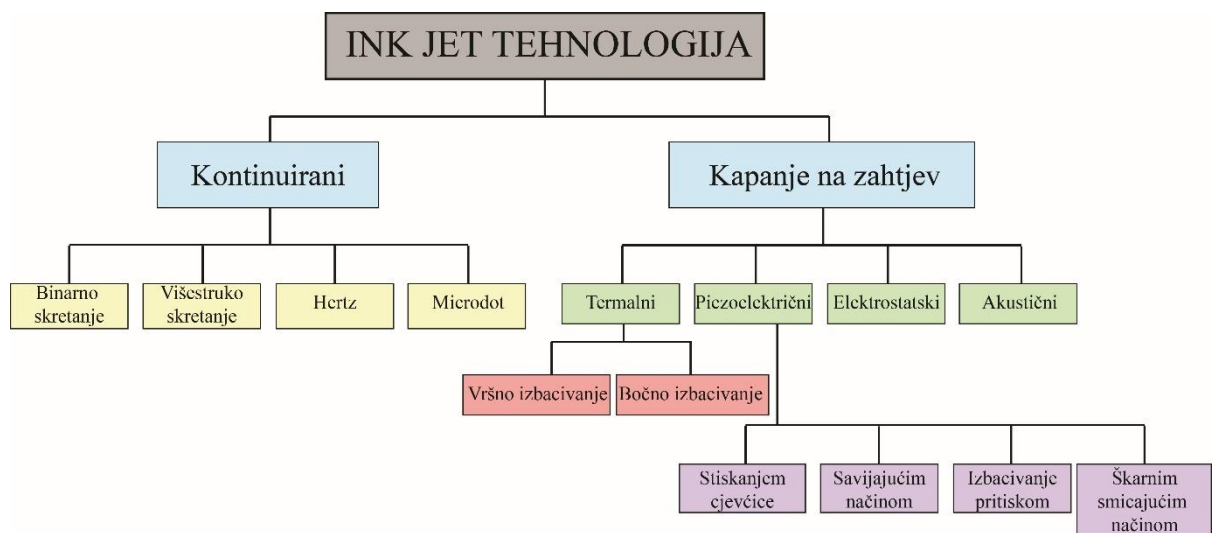 INK JET TEHNOLOGIJA
Kontinuirani
Kapanje na zahtjev
Binarno
skretanje
Višestruko
skretanje
Hertz
Microdot
Termalni
Piezoelektrični
Elektrostatski
Akustični
Vršno izbacivanje
Bočno izbacivanje
Stiskanjem
cjevčice
Savijajućim
načinom
Izbacivanje
pritiskom
Škarnim
smicajućim
načinom